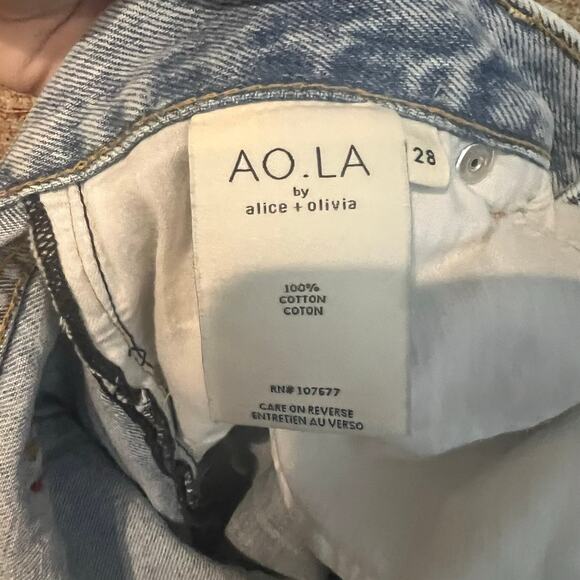 AO.LA
by
alice + olivia
28
100%
COTTON
COTON
RN# 107677
CARE ON REVERSE
ENTRETIEN AU VERSO